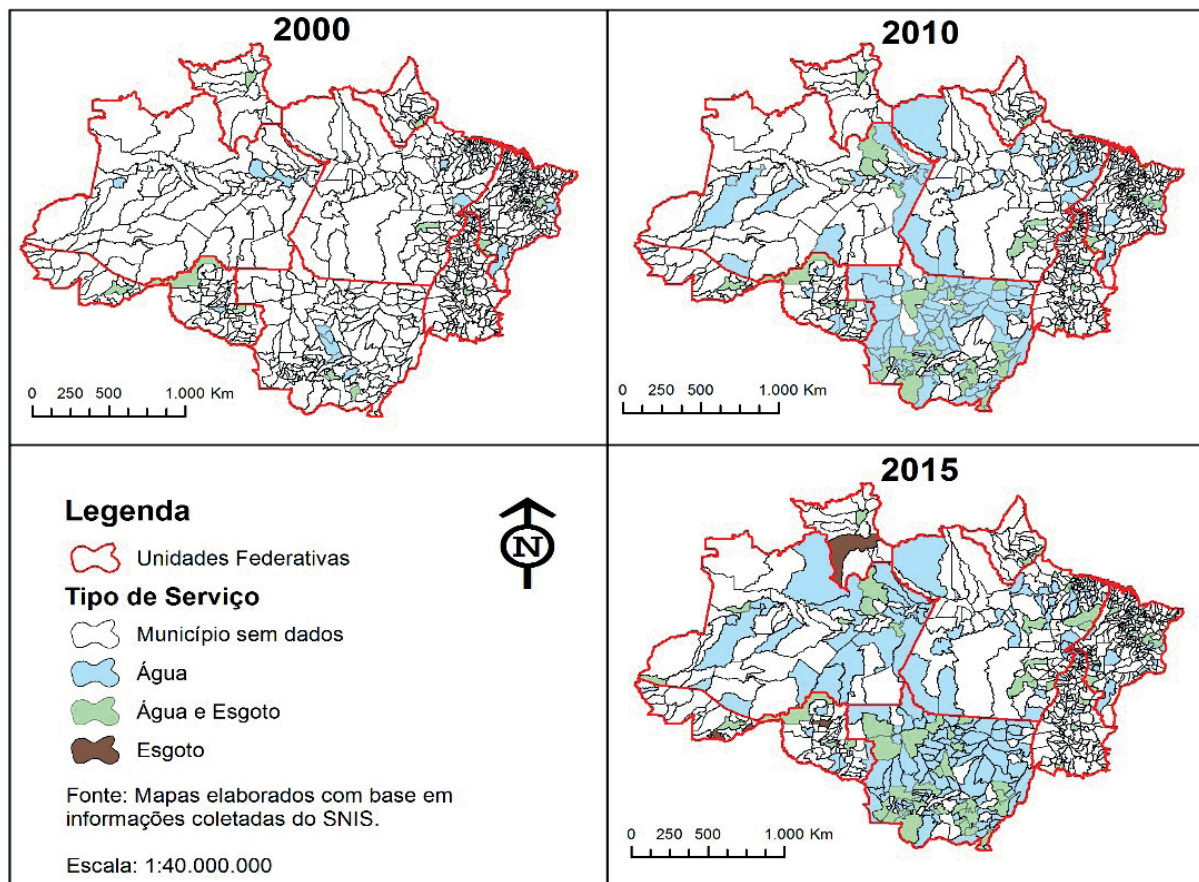 2000
0 250 500 1.000 Km
2010
0 250 500 1.000 Km
Legenda
Unidades Federativas
Tipo de Serviço
Município sem dados
Água
Água e Esgoto
Esgoto
Fonte: Mapas elaborados com base em
informações coletadas do SNIS.
Escala: 1:40.000.000
N
2015
0 250 500 1.000 Km